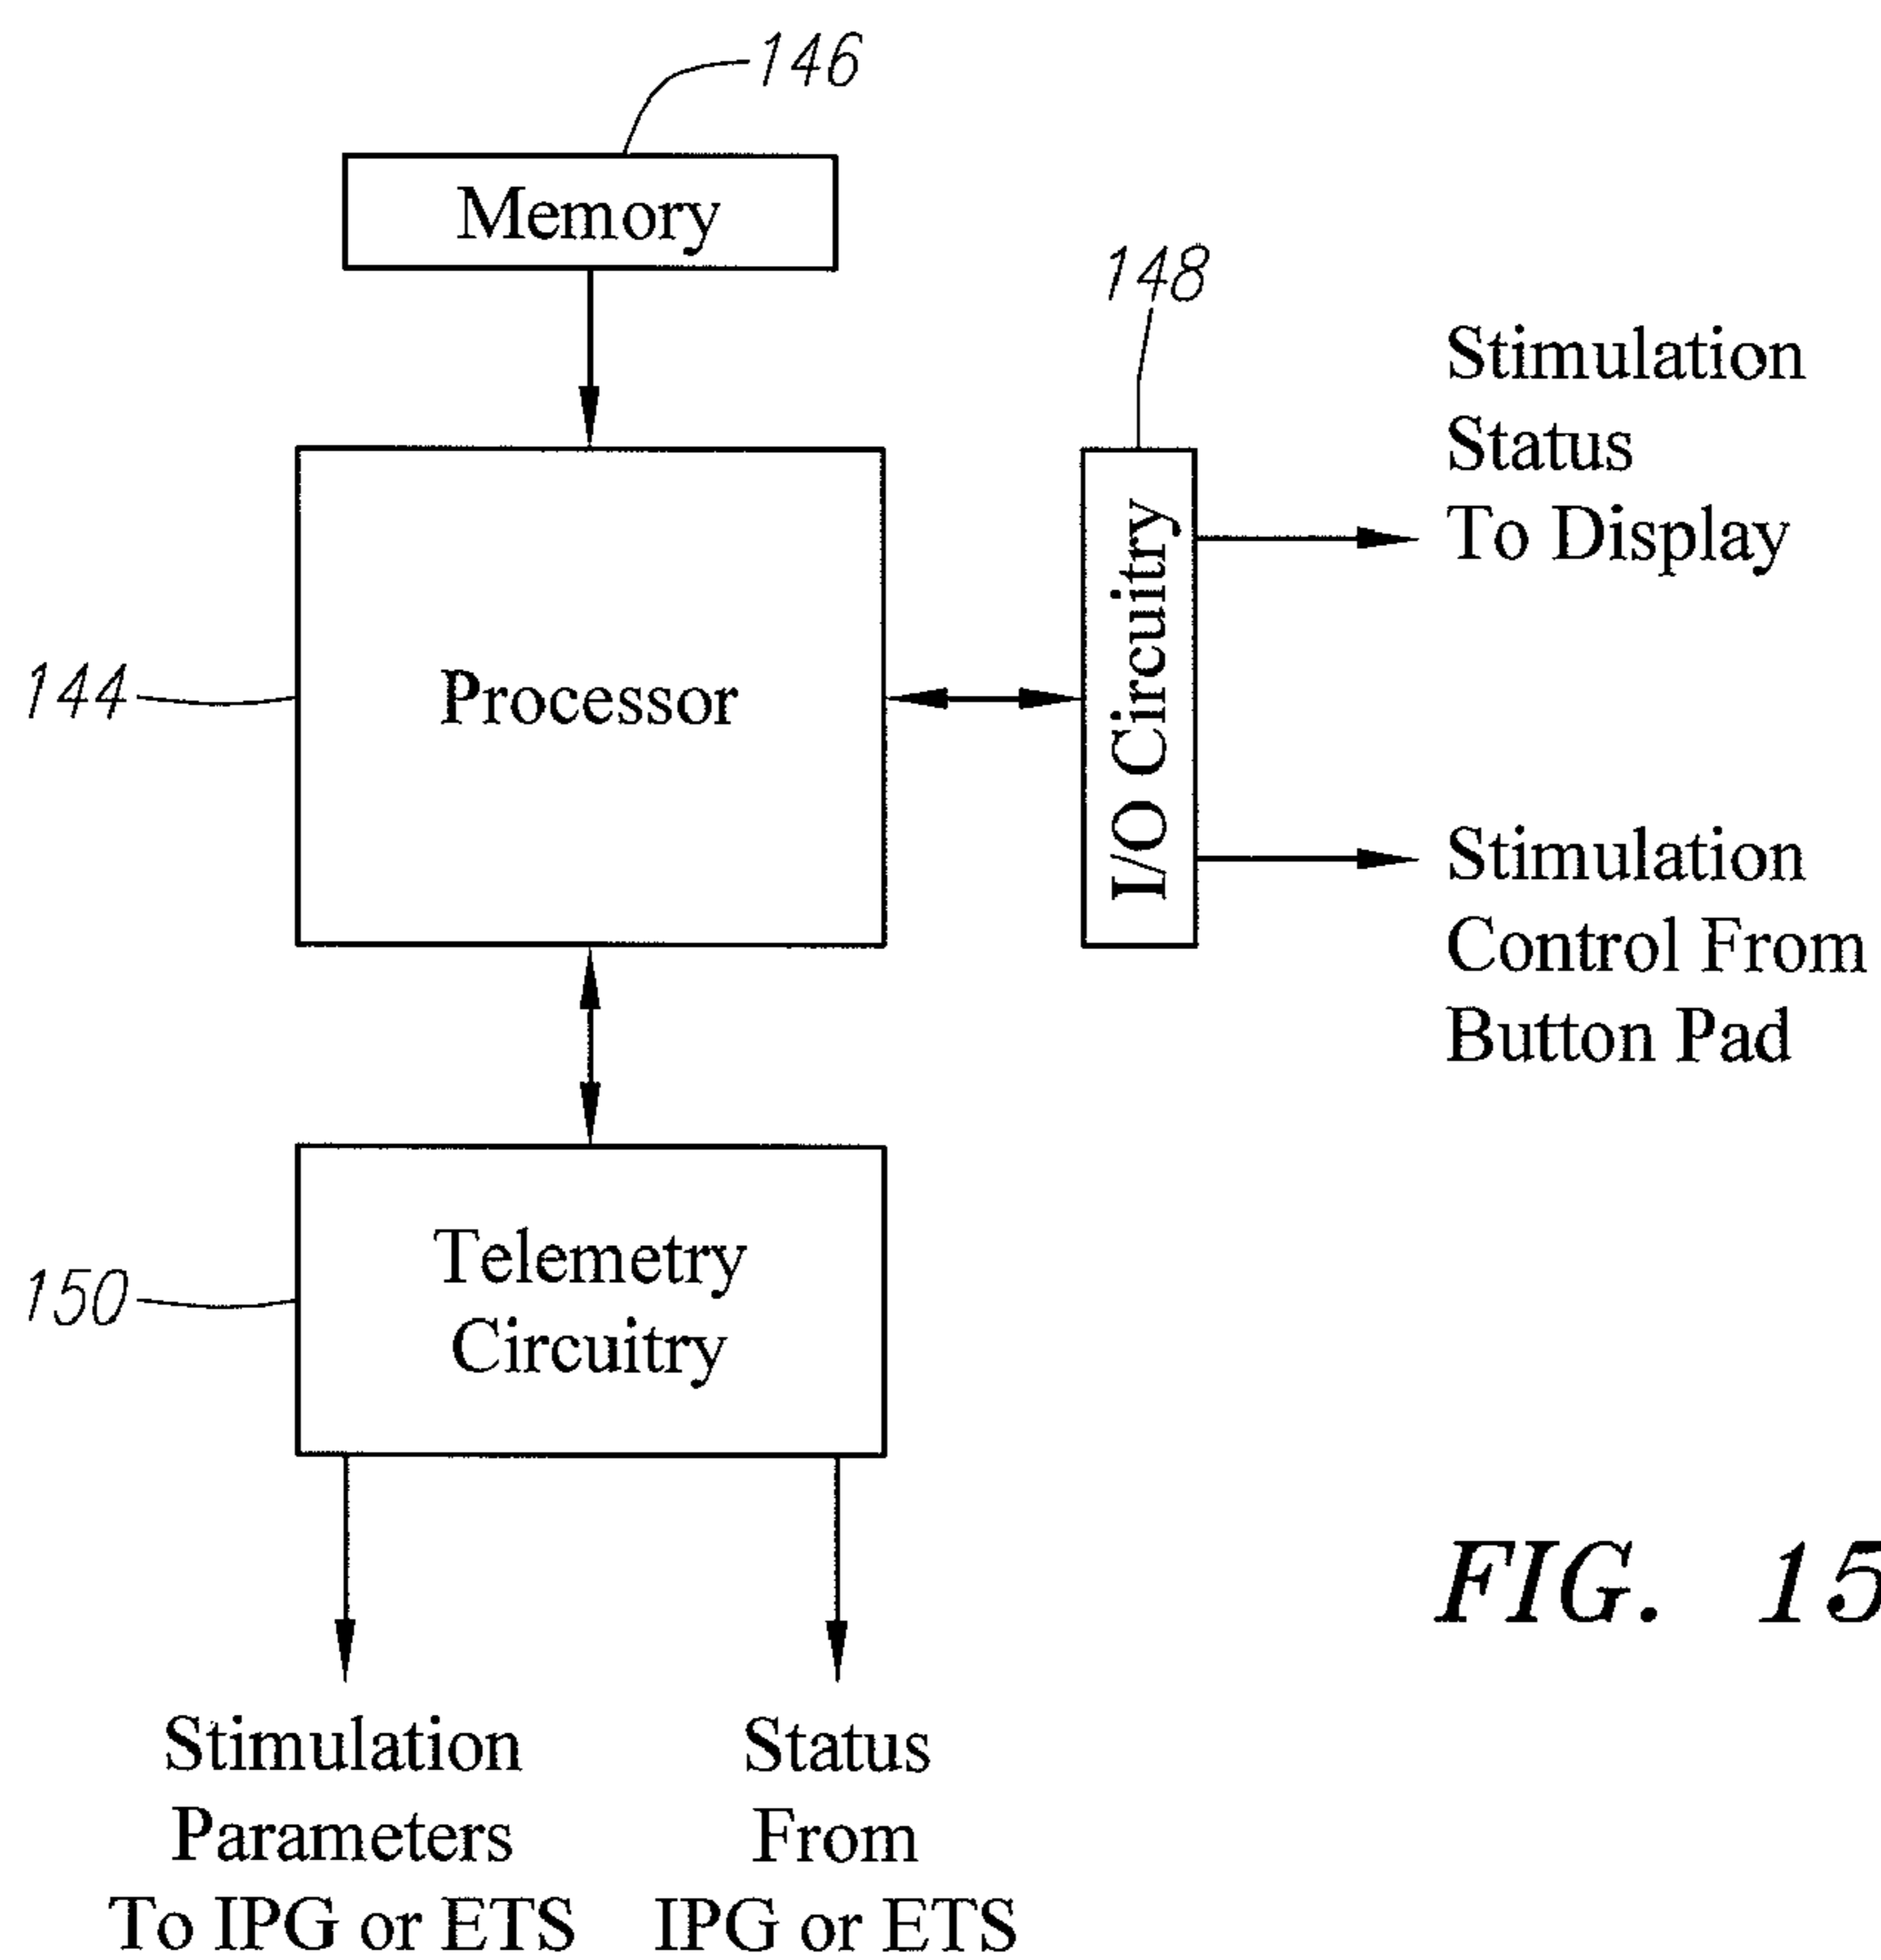 146
Memory
148
Stimulation
Status
To Display
I/O Circuitry
144
Processor
Stimulation
Control From
Button Pad
150
Telemetry
Circuitry
FIG. 15
Stimulation
Parameters
To IPG or ETS
Status
From
IPG or ETS